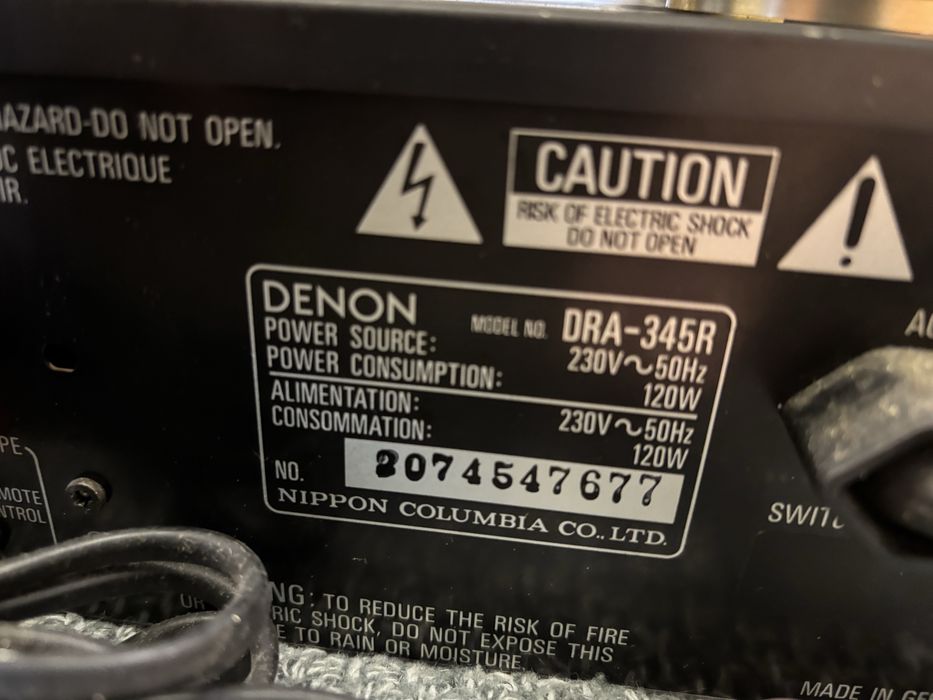 AZARD-DO NOT OPEN.
C ELECTRIQUE
IR.
CAUTION
RISK OF ELECTRIC SHOCK
DO NOT OPEN
DENON
MODEL NO. DRA-345R
POWER SOURCE: 230V～50Hz
POWER CONSUMPTION: 120W
ALIMENTATION: 230V～50Hz
CONSOMMATION: 120W
NO. 2074547677
NIPPON COLUMBIA CO., LTD.
PE
MOTE
NTROL
AC
SWITC
NG: TO REDUCE THE RISK OF FIRE
UR
RIC SHOCK, DO NOT EXPOSE THIS
E TO RAIN OR MOISTURE.
MADE IN GE